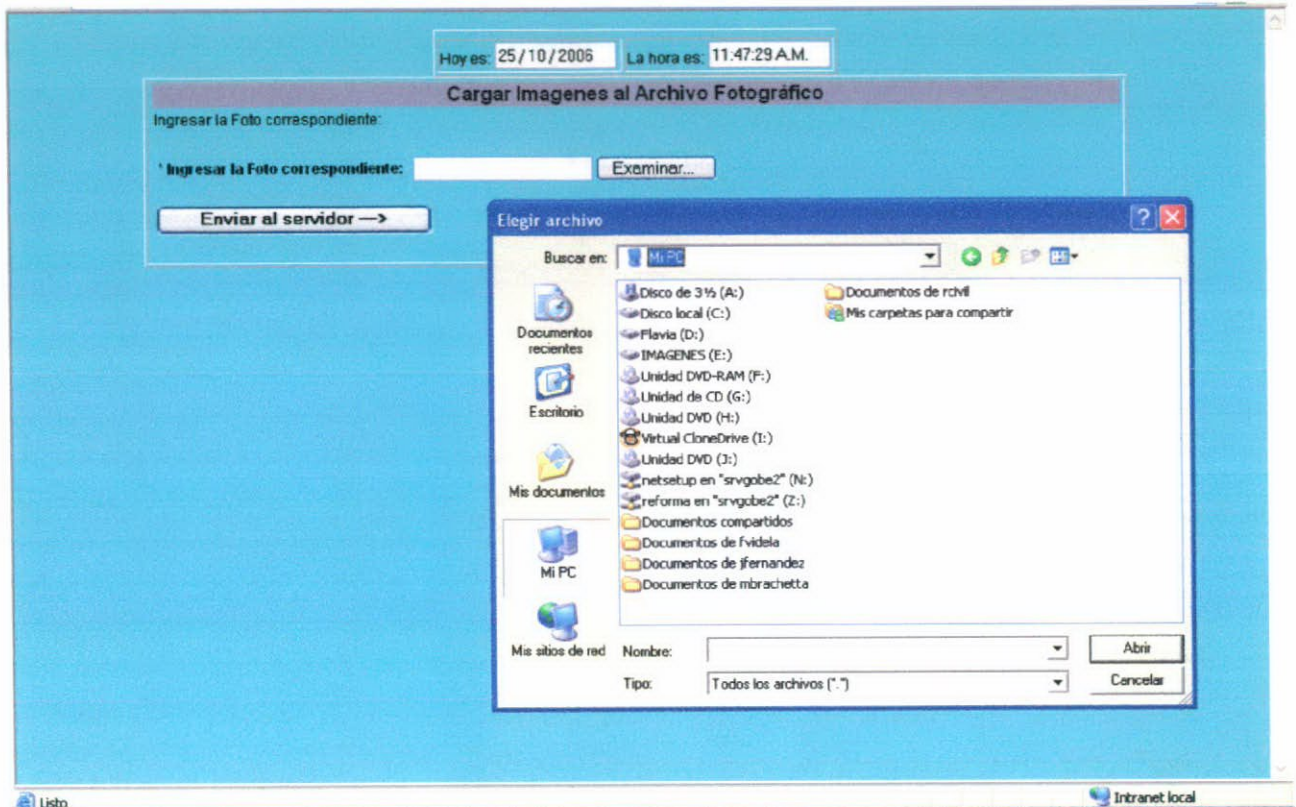 Hoy es: 25/10/2006 La hora es: 11:47:29 A.M.
Cargar Imagenes al Archivo Fotográfico
Ingresar la Foto correspondiente:
* Ingresar la Foto correspondiente: Examinar...
Enviar al servidor —>
Elegir archivo
Buscar en: Mi PC
Documentos recientes
Escritorio
Mis documentos
Mi PC
Mis sitios de red
Disco de 3½ (A:)
Disco local (C:)
Flavia (D:)
IMAGENES (E:)
Unidad DVD-RAM (F:)
Unidad de CD (G:)
Unidad DVD (H:)
Virtual CloneDrive (I:)
Unidad DVD (J:)
netsetup en "srvgobe2" (N:)
reforma en "srvgobe2" (Z:)
Documentos compartidos
Documentos de fvidela
Documentos de jfernandez
Documentos de mbrachetta
Documentos de rcivil
Mis carpetas para compartir
Nombre: Abrir
Tipo: Todos los archivos (*.*) Cancelar
Listo Intranet local